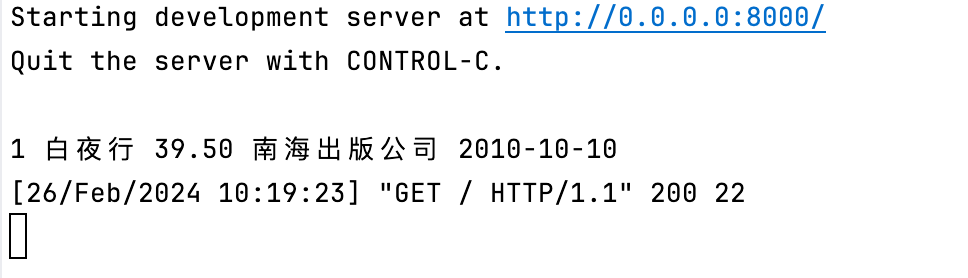 Starting development server at http://0.0.0.0:8000/
Quit the server with CONTROL-C.
1 白夜行 39.50 南海出版公司 2010-10-10
[26/Feb/2024 10:19:23] "GET / HTTP/1.1" 200 22